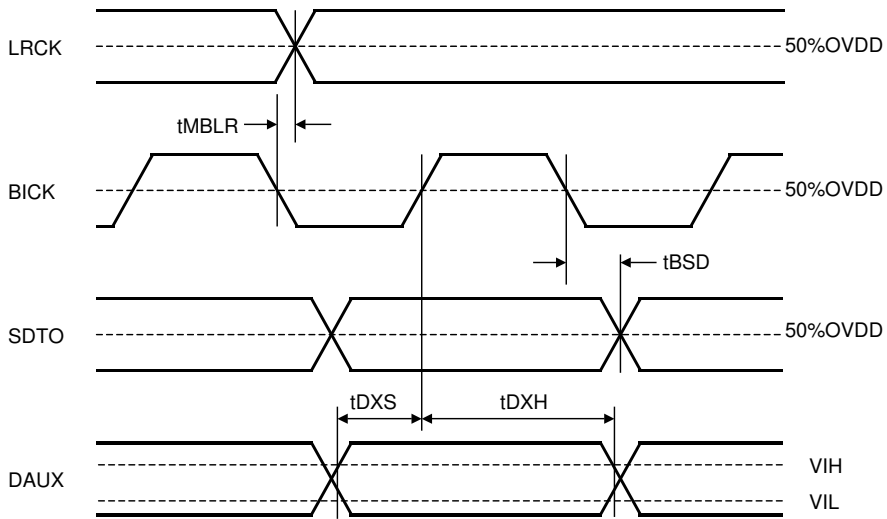 LRCK 50%OVDD
tMBLR
BICK 50%OVDD
tBSD
SDTO 50%OVDD
tDXS tDXH
DAUX VIH
VIL